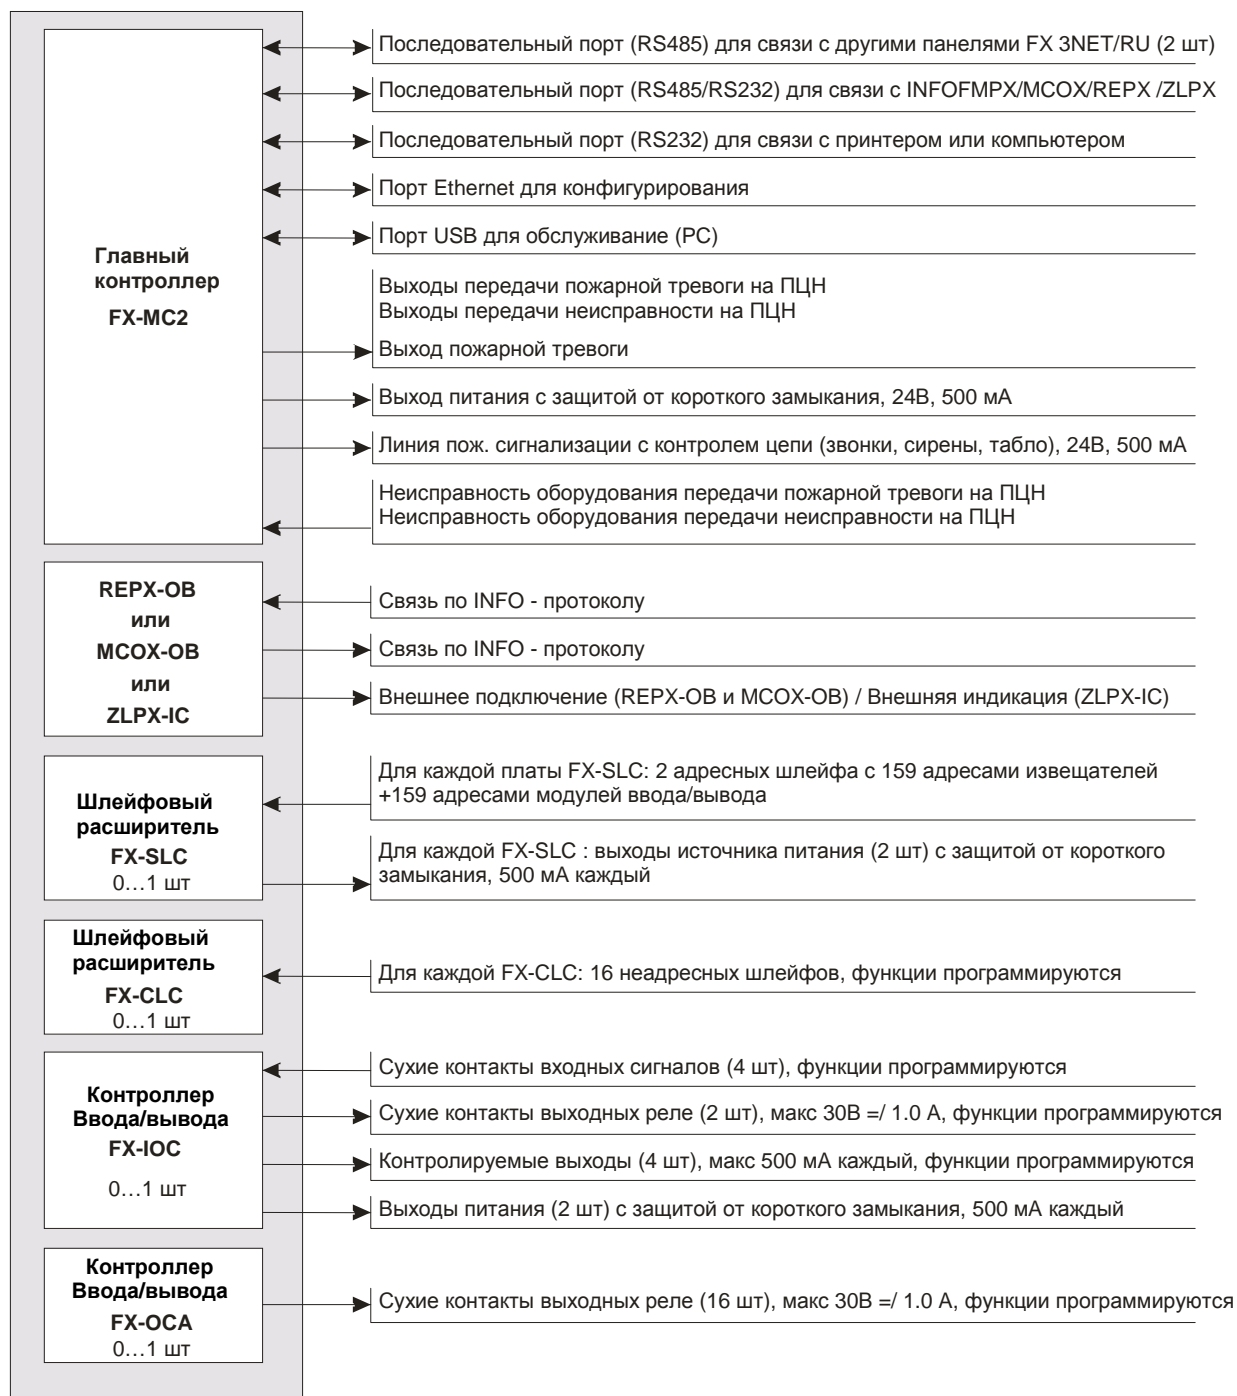 Главный
контроллер
FX-MC2
Последовательный порт (RS485) для связи с другими панелями FX 3NET/RU (2 шт)
Последовательный порт (RS485/RS232) для связи с INFOFMPX/MCOX/REPX /ZLPX
Последовательный порт (RS232) для связи с принтером или компьютером
Порт Ethernet для конфигурирования
Порт USB для обслуживание (PC)
Выходы передачи пожарной тревоги на ПЦН
Выходы передачи неисправности на ПЦН
Выход пожарной тревоги
Выход питания с защитой от короткого замыкания, 24В, 500 мА
Линия пож. сигнализации с контролем цепи (звонки, сирены, табло), 24В, 500 мА
Неисправность оборудования передачи пожарной тревоги на ПЦН
Неисправность оборудования передачи неисправности на ПЦН
REPX-OB
или
MCOX-OB
или
ZLPX-IC
Связь по INFO - протоколу
Связь по INFO - протоколу
Внешнее подключение (REPX-OB и MCOX-OB) / Внешняя индикация (ZLPX-IC)
Шлейфовый
расширитель
FX-SLC
0…1 шт
Для каждой платы FX-SLC: 2 адресных шлейфа с 159 адресами извещателей
+159 адресами модулей ввода/вывода
Для каждой FX-SLC : выходы источника питания (2 шт) с защитой от короткого
замыкания, 500 мА каждый
Шлейфовый
расширитель
FX-CLC
0…1 шт
Для каждой FX-CLC: 16 неадресных шлейфов, функции программируются
Контроллер
Ввода/вывода
FX-IOC
0…1 шт
Сухие контакты входных сигналов (4 шт), функции программируются
Сухие контакты выходных реле (2 шт), макс 30В =/ 1.0 А, функции программируются
Контролируемые выходы (4 шт), макс 500 мА каждый, функции программируются
Выходы питания (2 шт) с защитой от короткого замыкания, 500 мА каждый
Контроллер
Ввода/вывода
FX-OCA
0…1 шт
Сухие контакты выходных реле (16 шт), макс 30В =/ 1.0 А, функции программируются